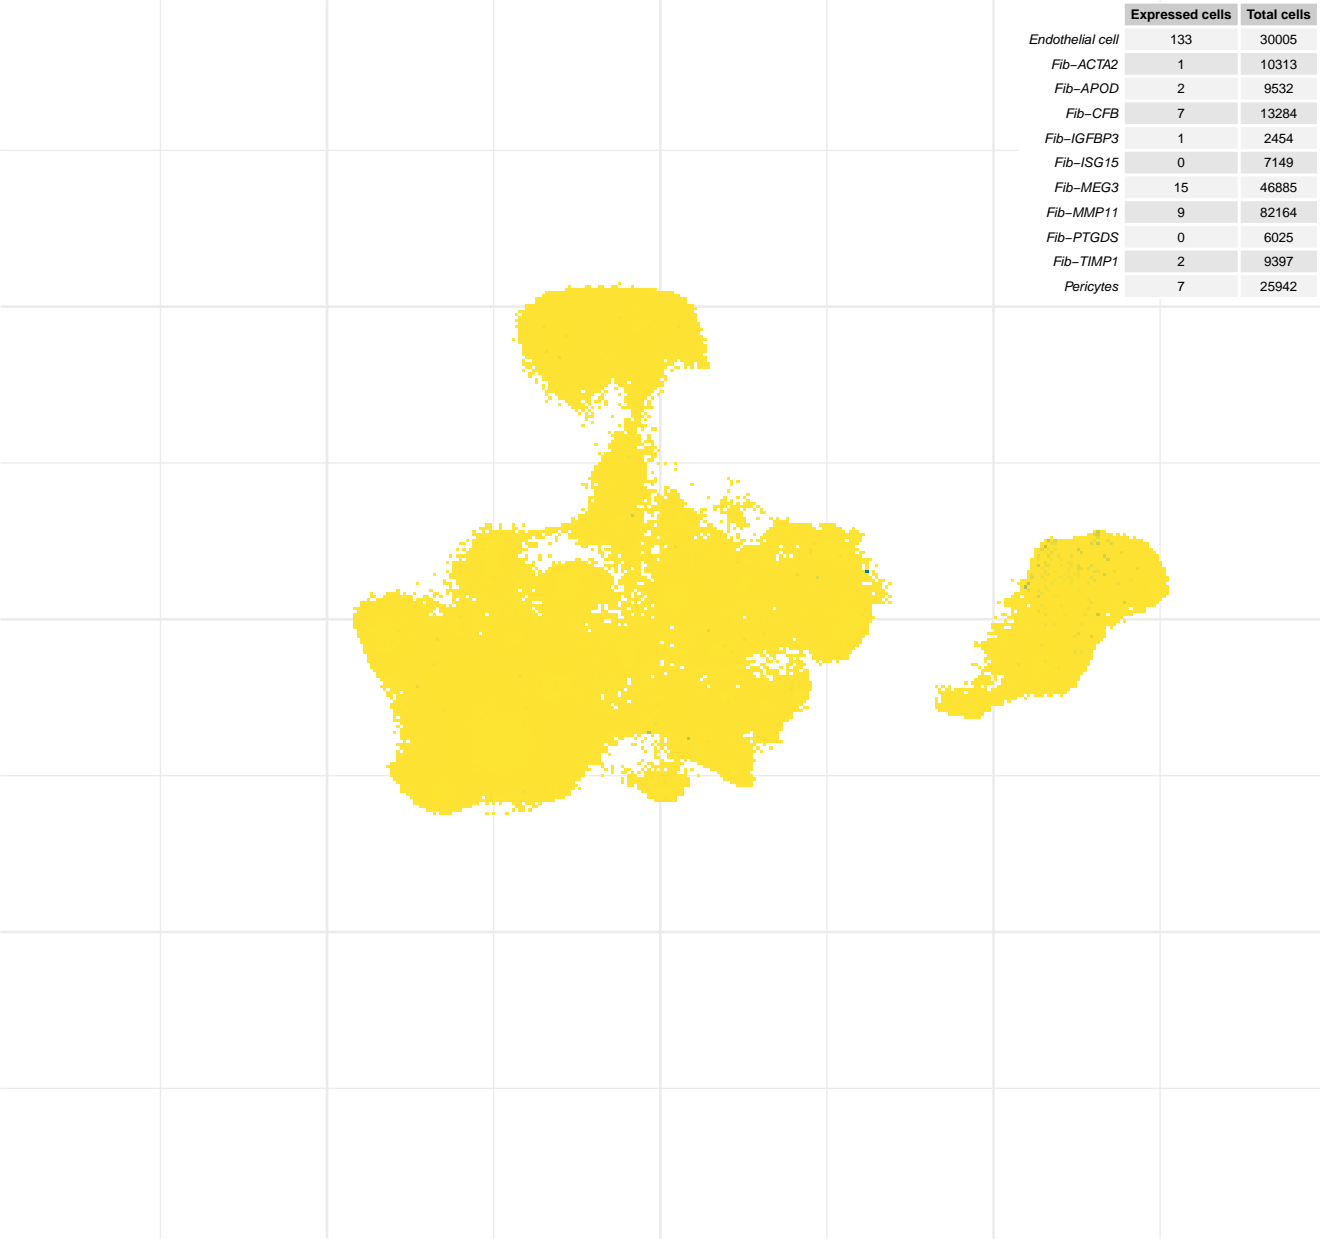 Expressed cells Total cells
Endothelial cell 133 30005
Fib−ACTA2 1 10313
Fib−APOD 2 9532
Fib−CFB 7 13284
Fib−IGFBP3 1 2454
Fib−ISG15 0 7149
Fib−MEG3 15 46885
Fib−MMP11 9 82164
Fib−PTGDS 0 6025
Fib−TIMP1 2 9397
Pericytes 7 25942